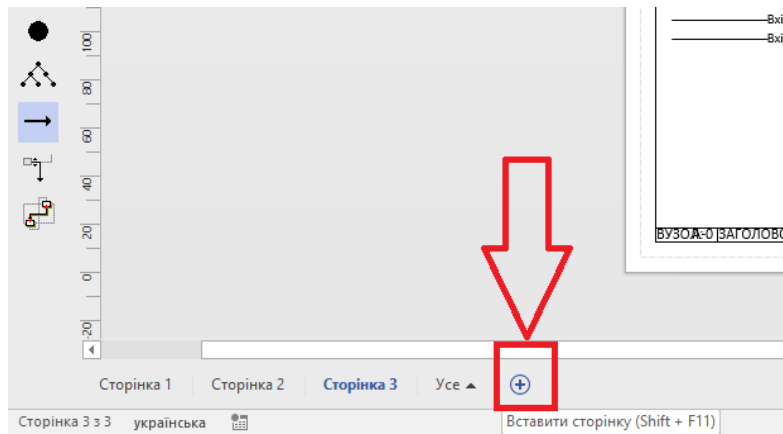 Вхі
Вхі
100
80
60
40
20
0
-20
ВУЗОЛ:
A-0
ЗАГОЛОВО
Сторінка 1
Сторінка 2
Сторінка 3
Усе
Сторінка 3 з 3
українська
Вставити сторінку (Shift + F11)